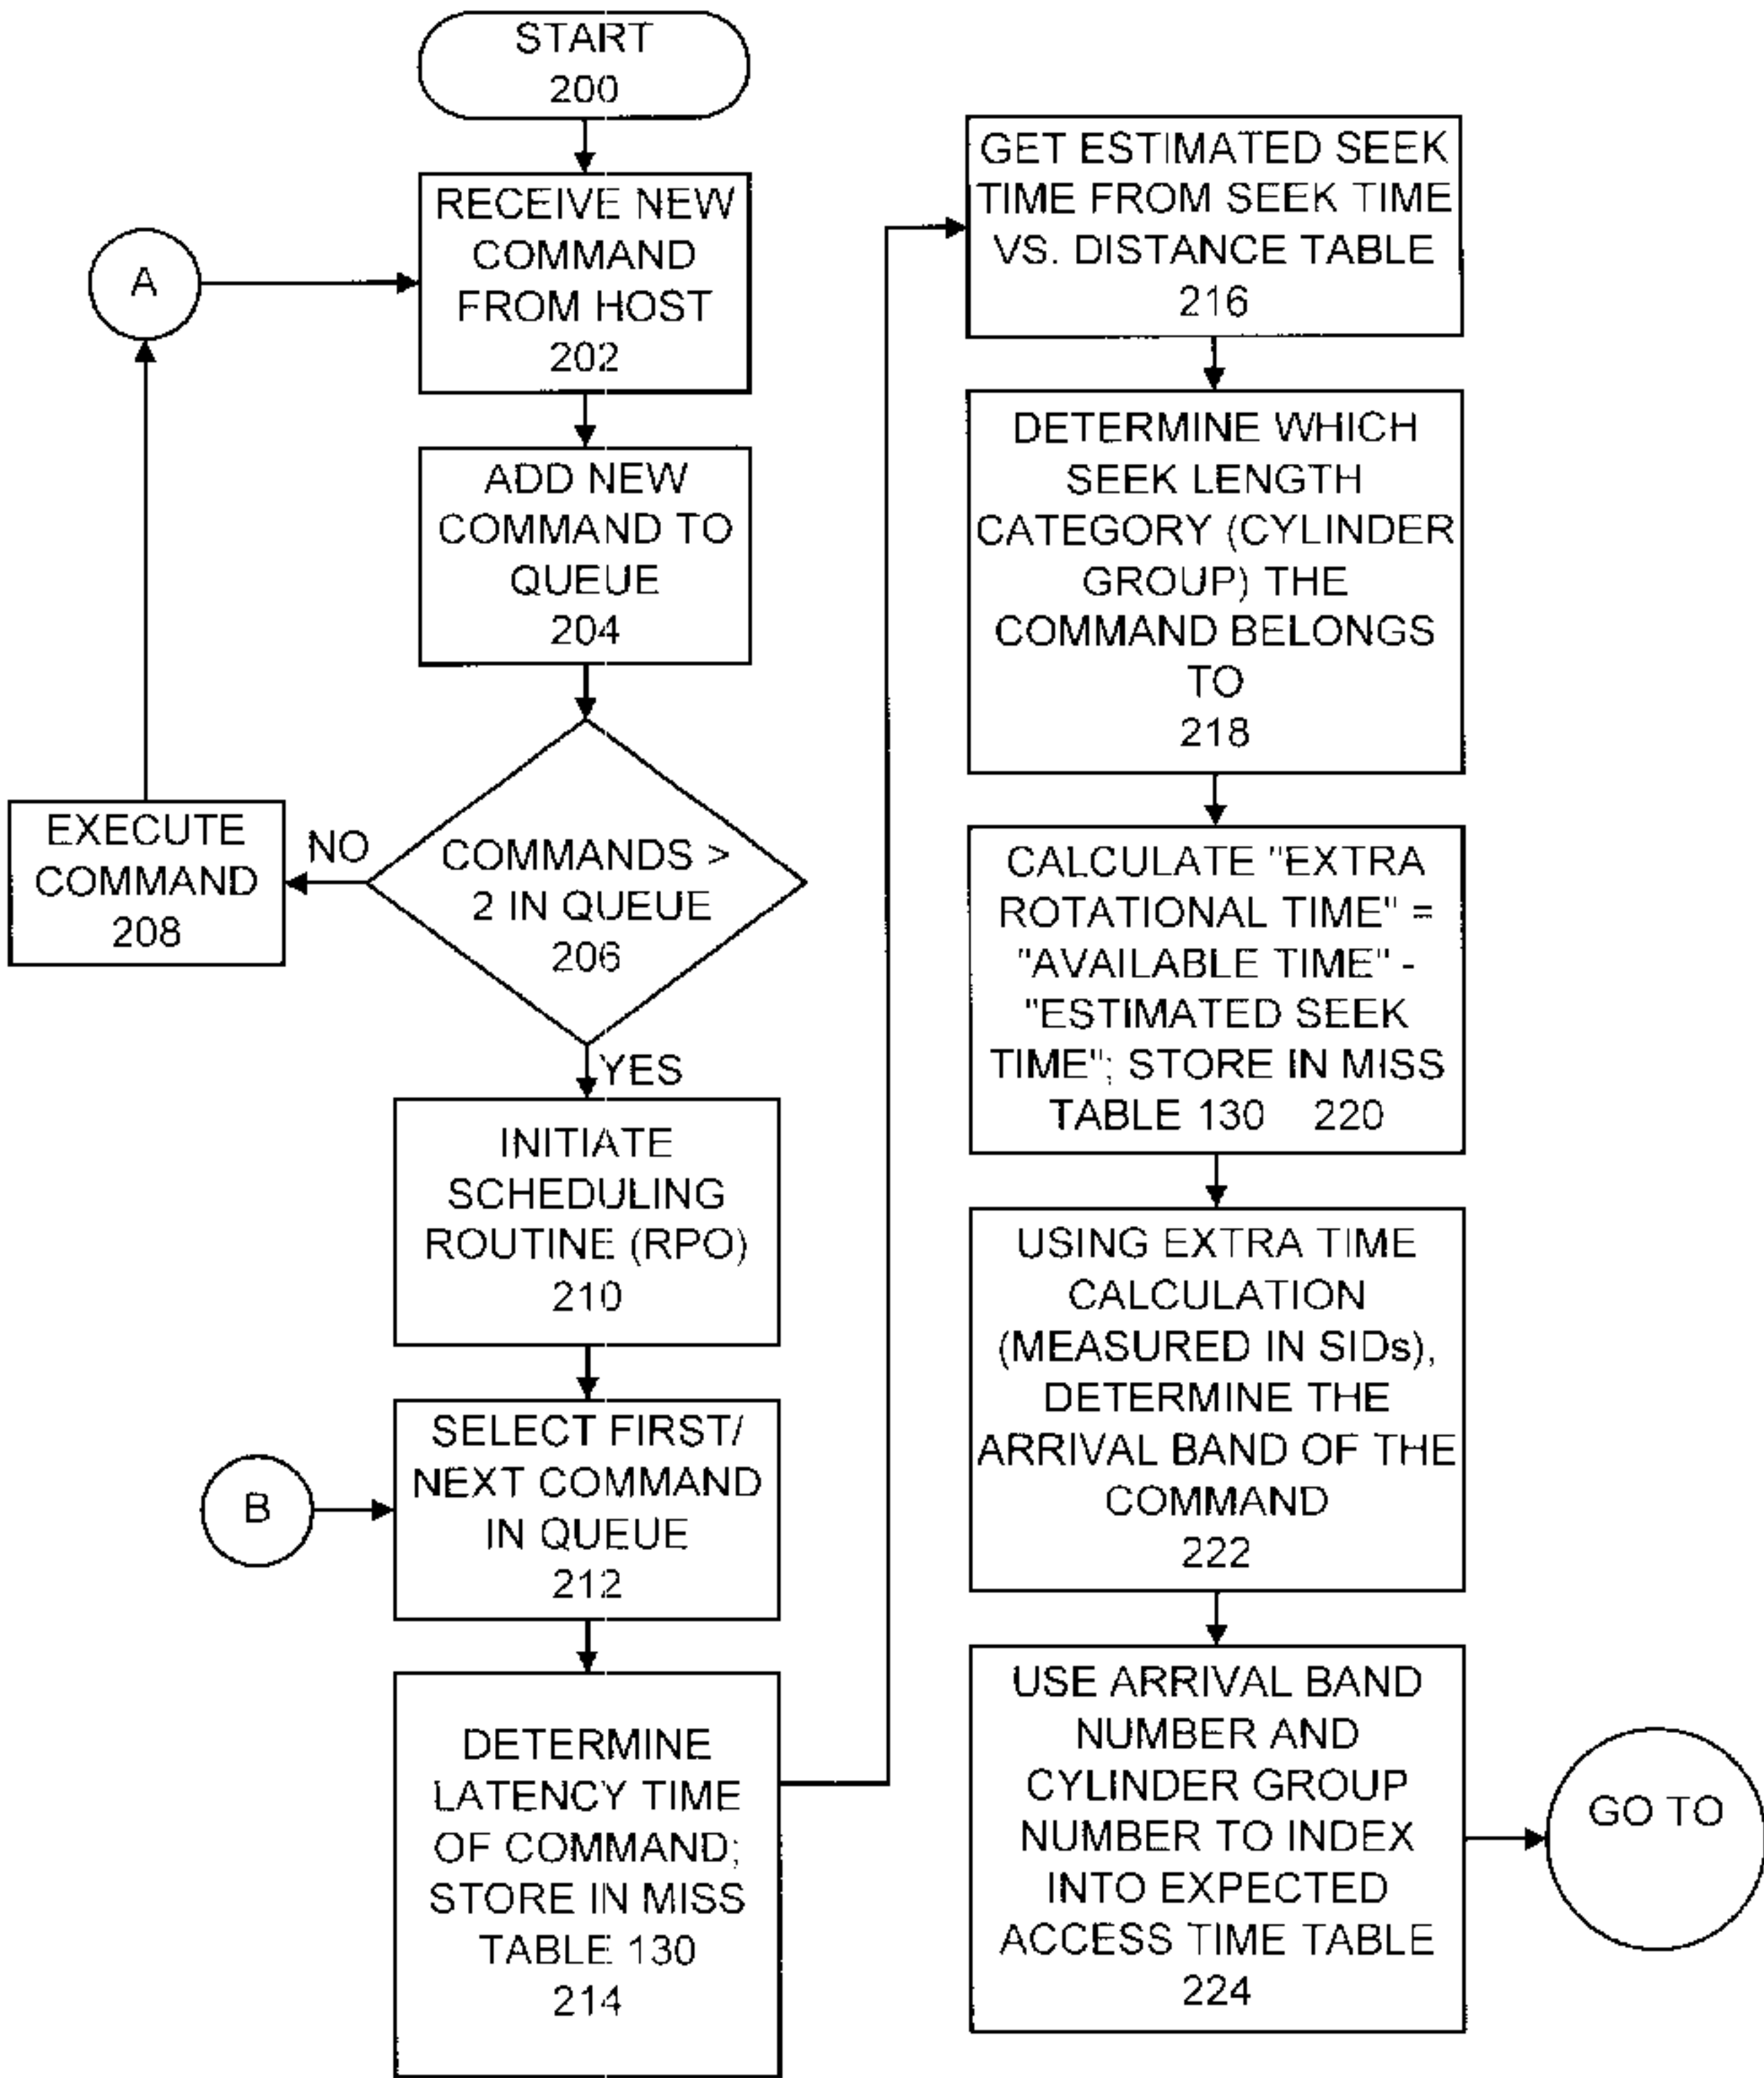 START
200
RECEIVE NEW
COMMAND
FROM HOST
202
A
ADD NEW
COMMAND TO
QUEUE
204
COMMANDS >
2 IN QUEUE
206
NO
EXECUTE
COMMAND
208
YES
INITIATE
SCHEDULING
ROUTINE (RPO)
210
SELECT FIRST/
NEXT COMMAND
IN QUEUE
212
B
DETERMINE
LATENCY TIME
OF COMMAND;
STORE IN MISS
TABLE 130
214
GET ESTIMATED SEEK
TIME FROM SEEK TIME
VS. DISTANCE TABLE
216
DETERMINE WHICH
SEEK LENGTH
CATEGORY (CYLINDER
GROUP) THE
COMMAND BELONGS
TO
218
CALCULATE "EXTRA
ROTATIONAL TIME" =
"AVAILABLE TIME" -
"ESTIMATED SEEK
TIME"; STORE IN MISS
TABLE 130 220
USING EXTRA TIME
CALCULATION
(MEASURED IN SIDs),
DETERMINE THE
ARRIVAL BAND OF THE
COMMAND
222
USE ARRIVAL BAND
NUMBER AND
CYLINDER GROUP
NUMBER TO INDEX
INTO EXPECTED
ACCESS TIME TABLE
224
GO TO